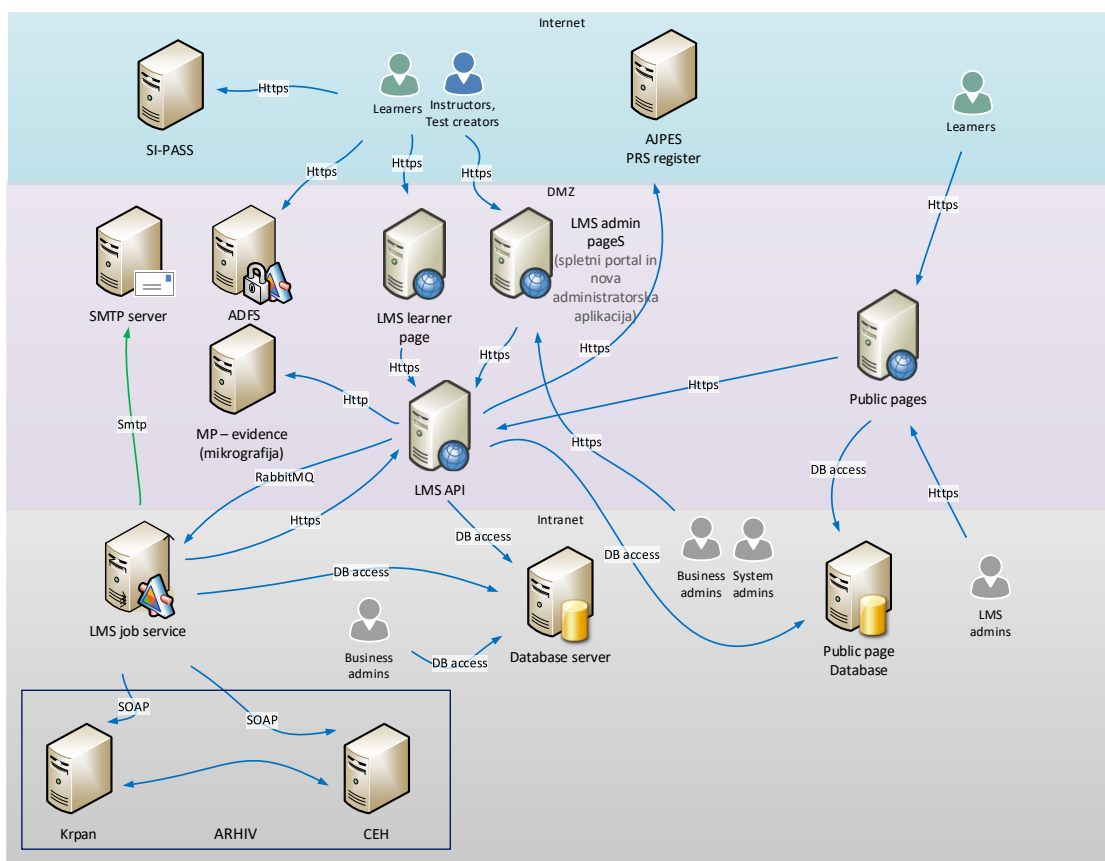 Internet
Https
SI-PASS
Learners
Instructors,
Test creators
AJPES
PRS register
Learners
Https
Https
Https
DMZ
Https
SMTP server
ADFS
LMS learner
page
LMS admin
pageS
(spletni portal in
nova
administratorska
aplikacija)
Https
Https
Https
Https
Public pages
MP – evidence
(mikrografija)
Http
Smtp
LMS API
RabbitMQ
Https
Https
DB access
Https
Intranet
DB access
DB access
LMS job service
DB access
Business
admins
DB access
Database server
Business
admins
System
admins
Public page
Database
LMS
admins
SOAP
SOAP
Krpan
ARHIV
CEH